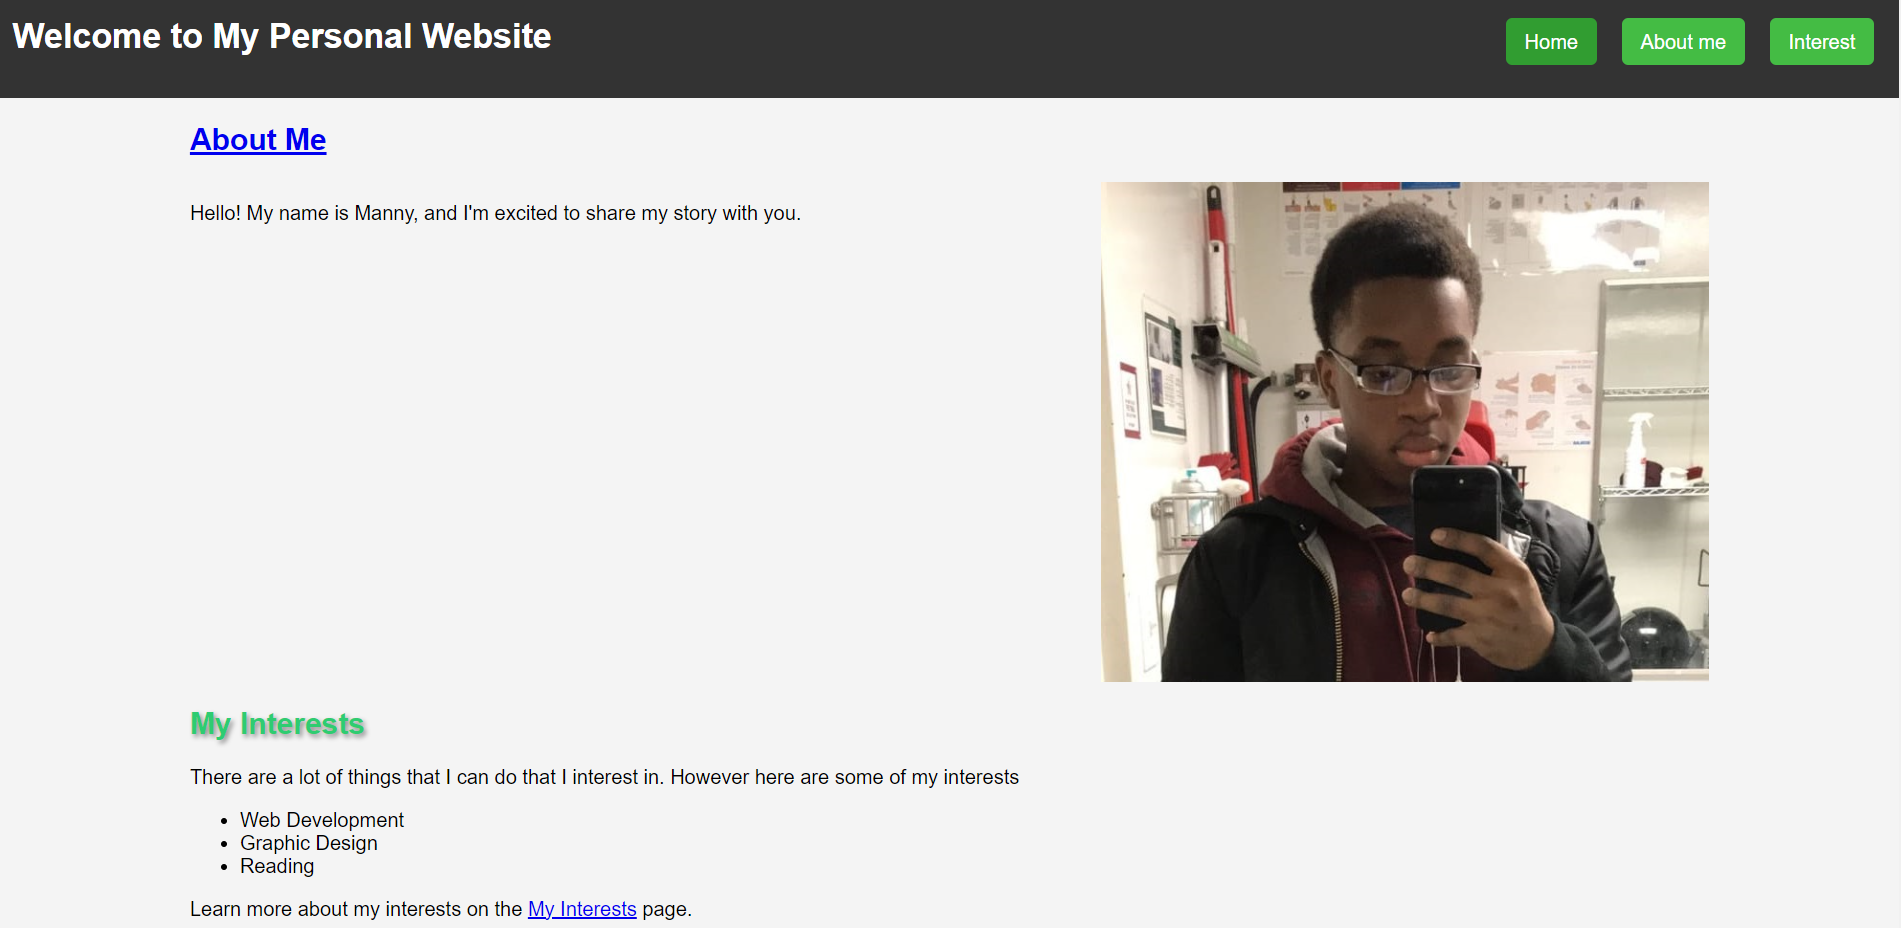 Welcome to My Personal Website
Home
About me
Interest
About Me
Hello! My name is Manny, and I'm excited to share my story with you.
My Interests
There are a lot of things that I can do that I interest in. However here are some of my interests
Web Development
Graphic Design
Reading
Learn more about my interests on the My Interests page.